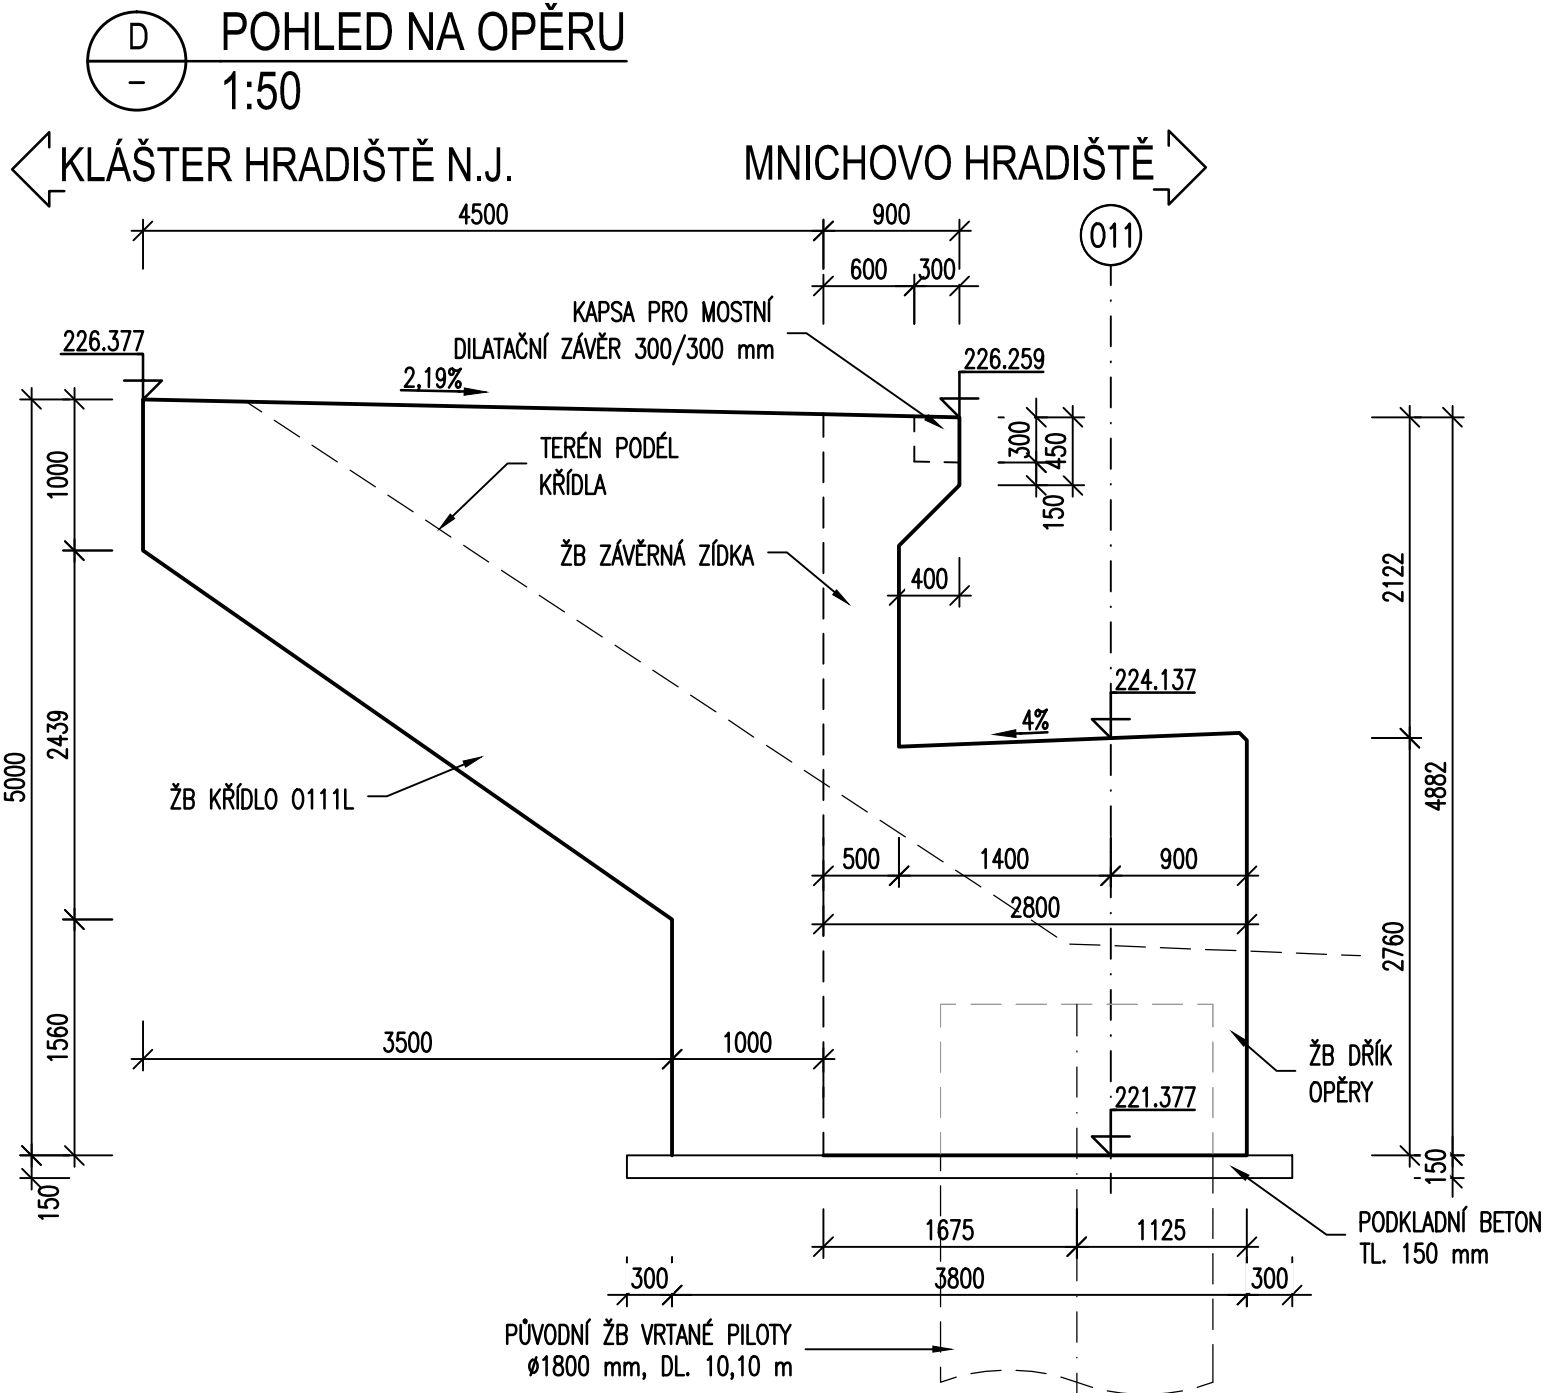 D
POHLED NA OPĚRU
-
1:50
KLÁŠTER HRADIŠTĚ N.J.
MNICHOVO HRADIŠTĚ
4500
900
011
600
300
KAPSA PRO MOSTNÍ
DILATAČNÍ ZÁVĚR 300/300 mm
226.377
226.259
2,19%
TERÉN PODÉL
KŘÍDLA
300
450
150
1000
ŽB ZÁVĚRNÁ ZÍDKA
400
2122
224.137
4%
2439
5000
4882
ŽB KŘÍDLO 0111L
500
1400
900
2800
2760
1560
3500
1000
ŽB DŘÍK
OPĚRY
221.377
150
150
1675
1125
PODKLADNÍ BETON
TL. 150 mm
300
3800
300
PŮVODNÍ ŽB VRTANÉ PILOTY
ø1800 mm, DL. 10,10 m